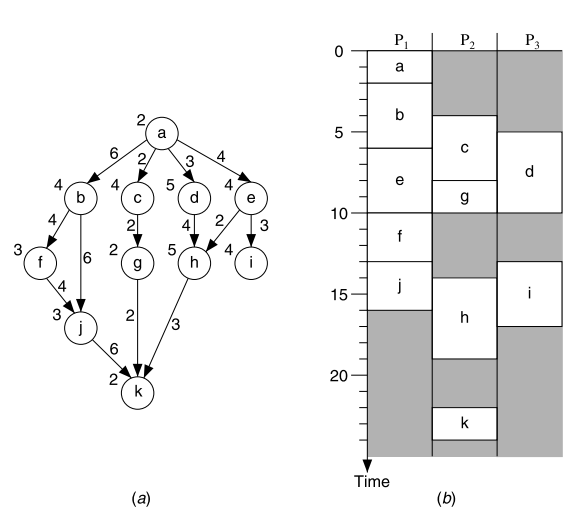 P1 P2 P3
0
a
2 a
b
6 2 3 4
5
c
4 b 4 c 5 d 4 e
d
e
g
4 2 4 2 3
10
f
3 f 6 2 g 5 h 4 i
4
j
i
15
3 j 2 3
h
6
2 k
20
k
Time
(a) (b)